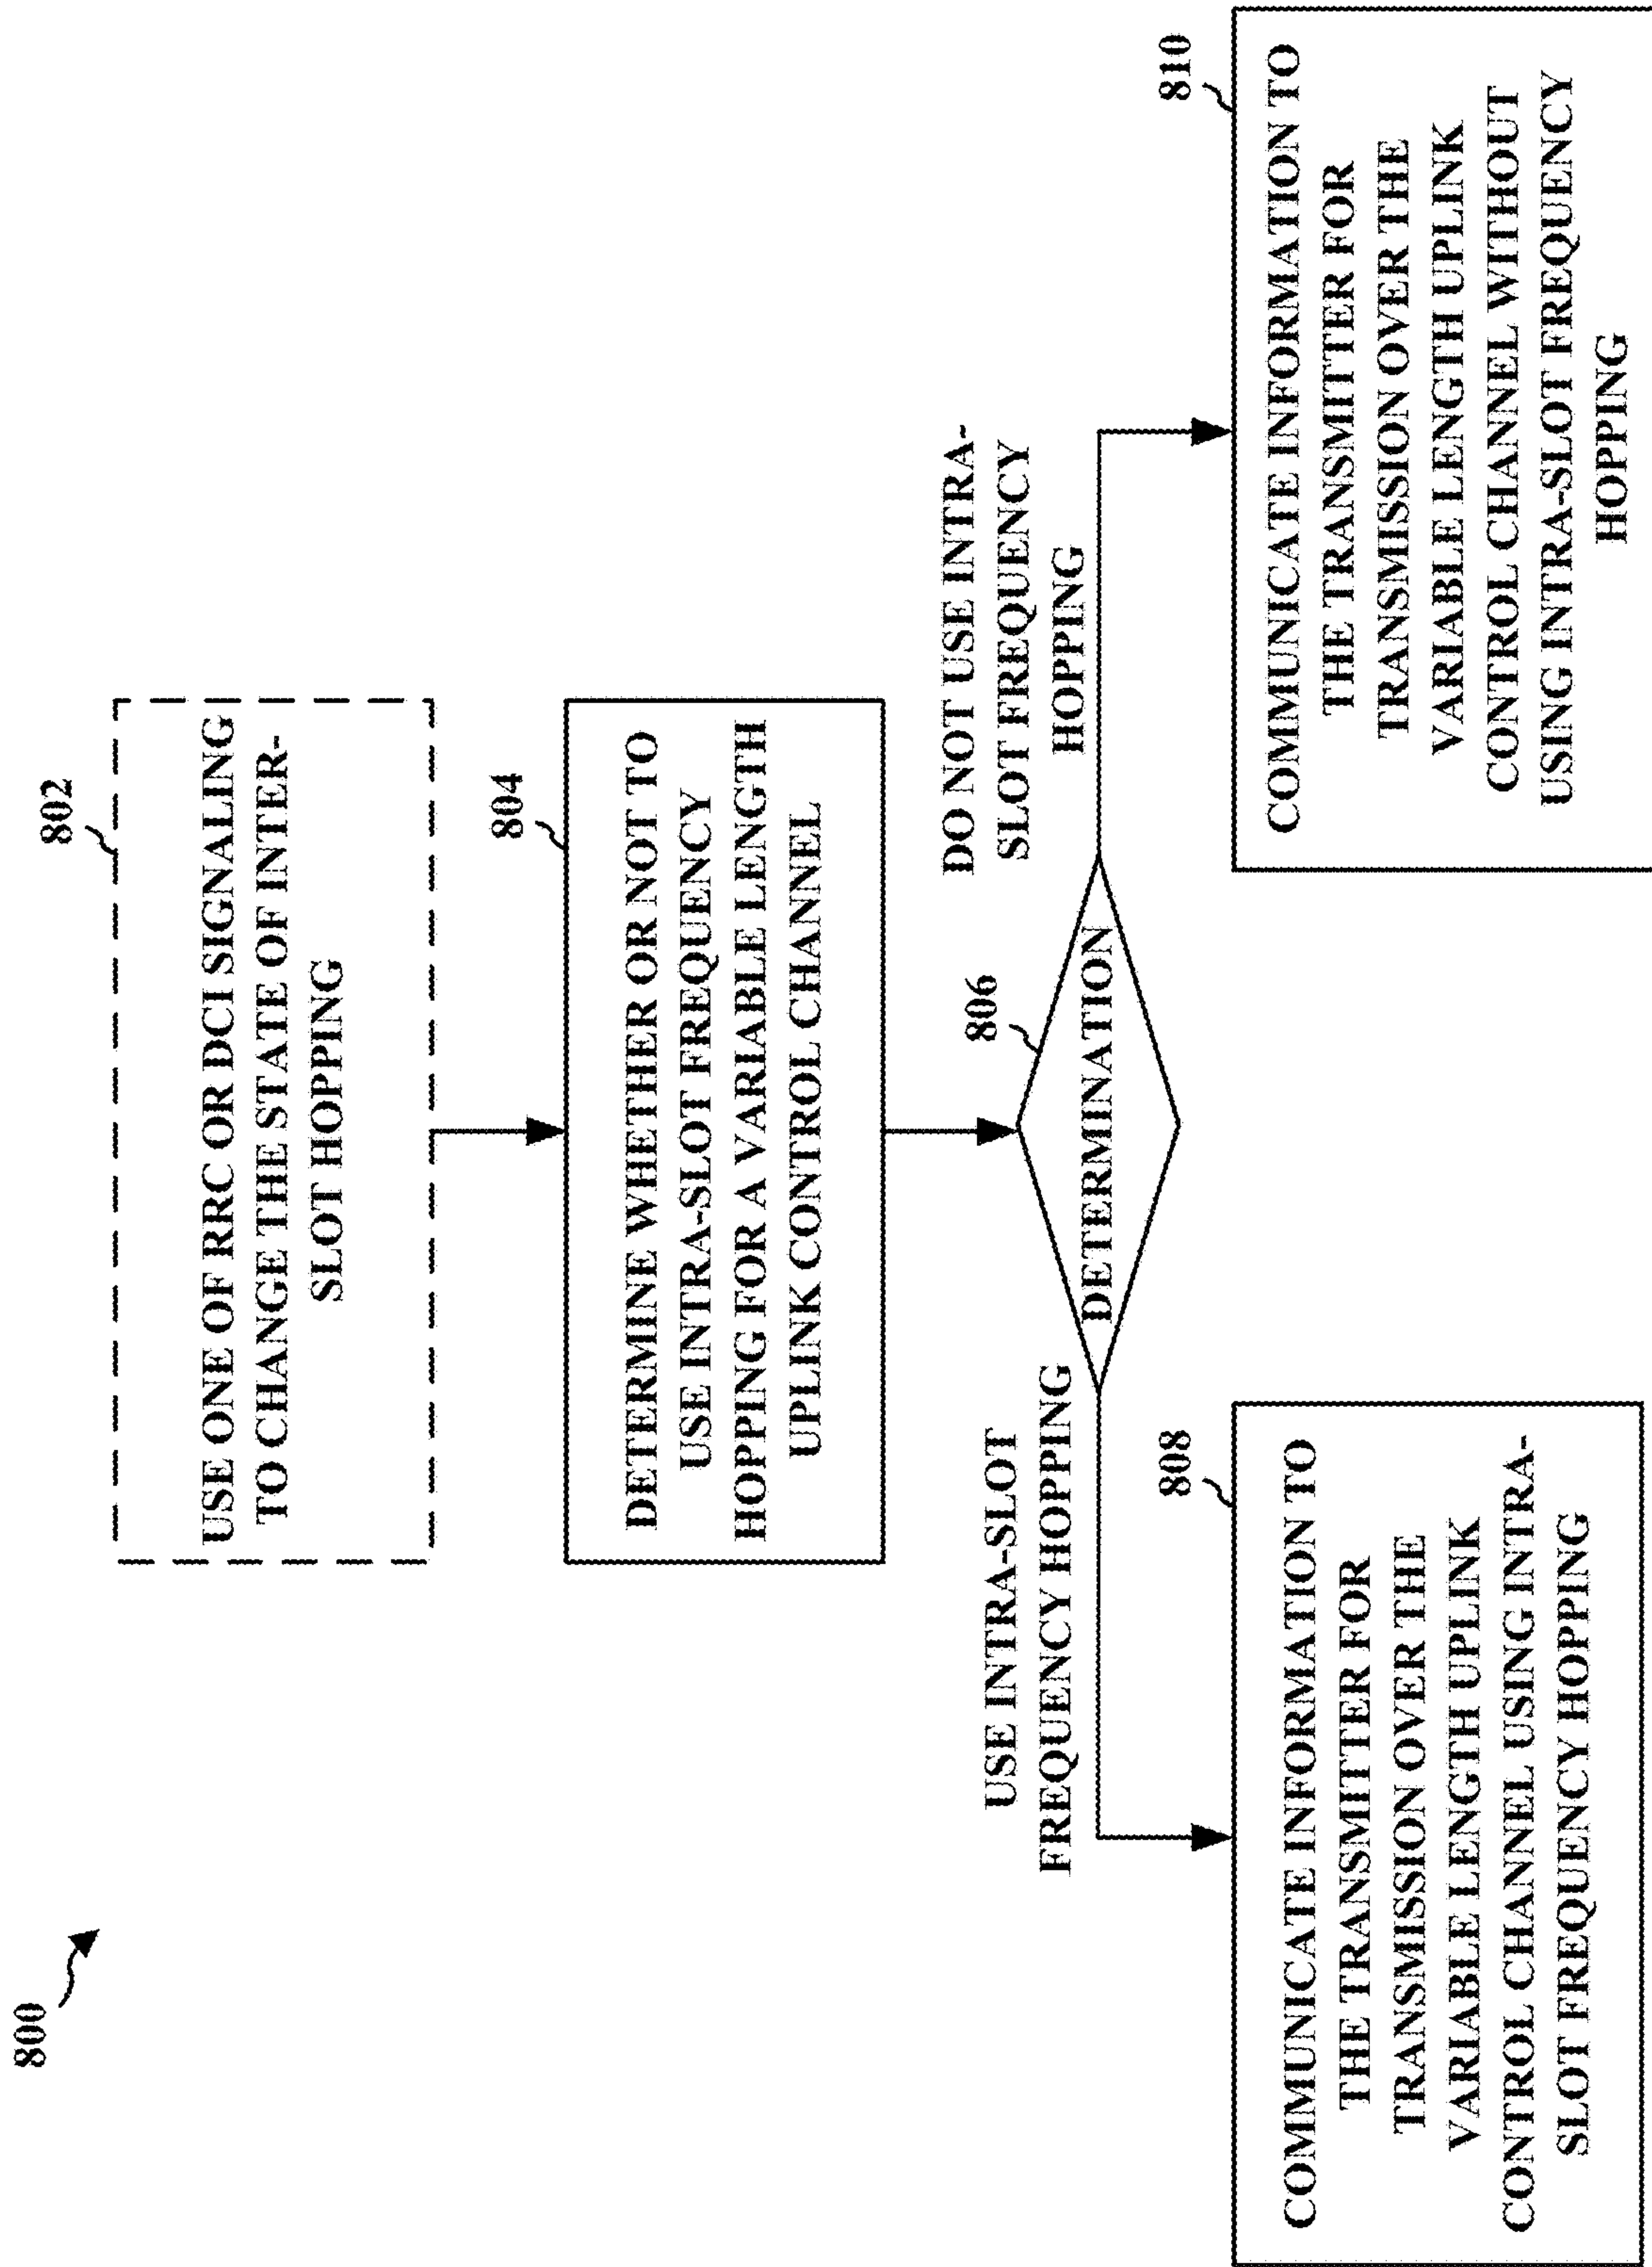 800
802
USE ONE OF RRC OR DCI SIGNALING
TO CHANGE THE STATE OF INTER-
SLOT HOPPING
804
DETERMINE WHETHER OR NOT TO
USE INTRA-SLOT FREQUENCY
HOPPING FOR A VARIABLE LENGTH
UPLINK CONTROL CHANNEL
806
DETERMINATION
USE INTRA-SLOT
FREQUENCY HOPPING
DO NOT USE INTRA-
SLOT FREQUENCY
HOPPING
808
COMMUNICATE INFORMATION TO
THE TRANSMITTER FOR
TRANSMISSION OVER THE
VARIABLE LENGTH UPLINK
CONTROL CHANNEL USING INTRA-
SLOT FREQUENCY HOPPING
810
COMMUNICATE INFORMATION TO
THE TRANSMITTER FOR
TRANSMISSION OVER THE
VARIABLE LENGTH UPLINK
CONTROL CHANNEL WITHOUT
USING INTRA-SLOT FREQUENCY
HOPPING